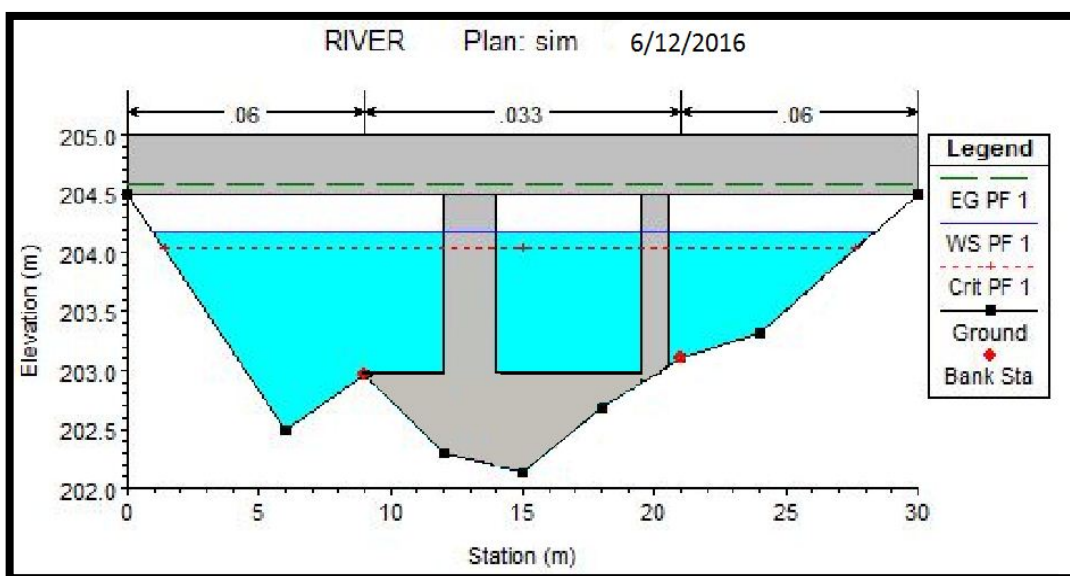 RIVER Plan: sim 6/12/2016
.06 .033 .06
Elevation (m)
205.0
204.5
204.0
203.5
203.0
202.5
202.0
0 5 10 15 20 25 30
Station (m)
Legend
EG PF 1
WS PF 1
Crit PF 1
Ground
Bank Sta